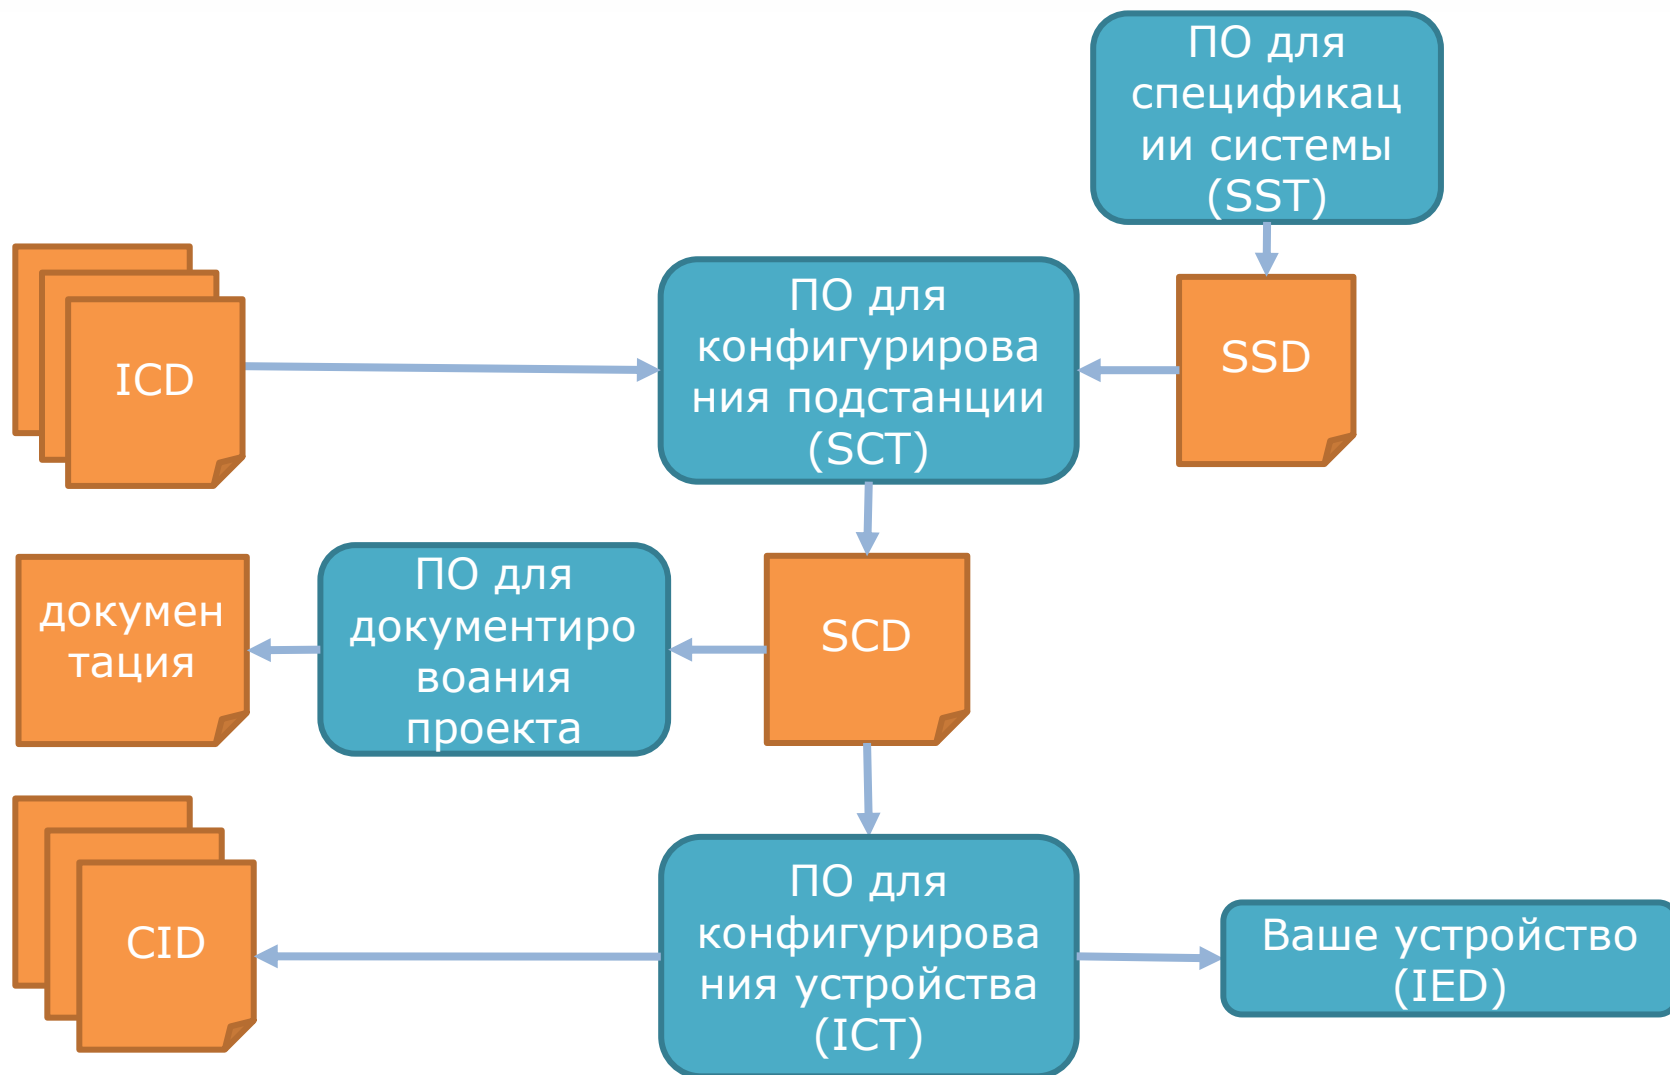 ПО для
спецификац
ии системы
(SST)
ICD
ПО для
конфигурирова
ния подстанции
(SCT)
SSD
докумен
тация
ПО для
документиро
воания
проекта
SCD
CID
ПО для
конфигурирова
ния устройства
(ICT)
Ваше устройство
(IED)